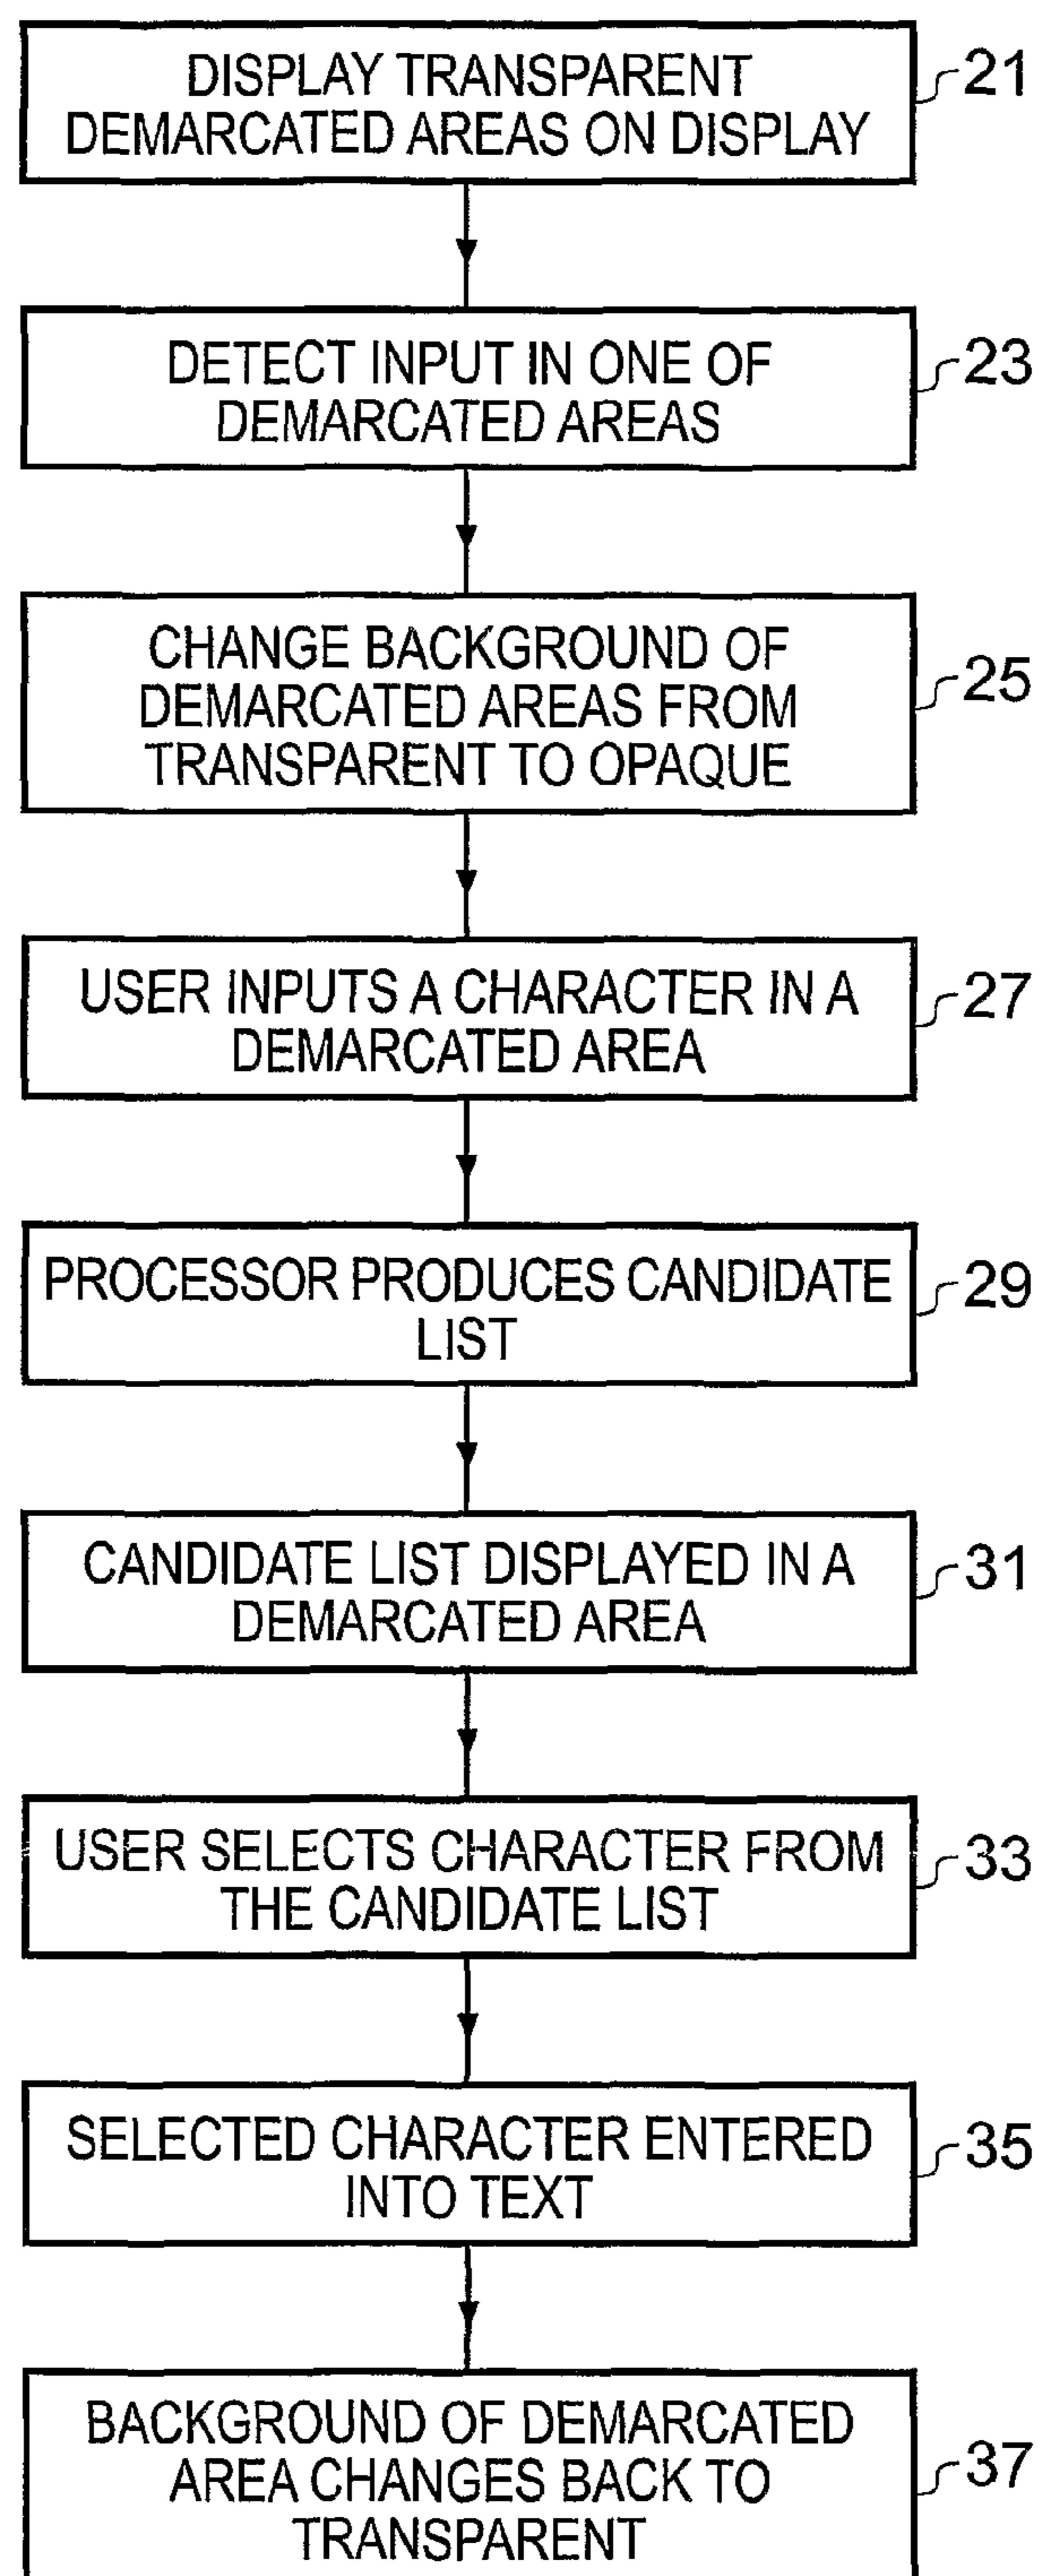 DISPLAY TRANSPARENT
DEMARCATED AREAS ON DISPLAY
21
DETECT INPUT IN ONE OF
DEMARCATED AREAS
23
CHANGE BACKGROUND OF
DEMARCATED AREAS FROM
TRANSPARENT TO OPAQUE
25
USER INPUTS A CHARACTER IN A
DEMARCATED AREA
27
PROCESSOR PRODUCES CANDIDATE
LIST
29
CANDIDATE LIST DISPLAYED IN A
DEMARCATED AREA
31
USER SELECTS CHARACTER FROM
THE CANDIDATE LIST
33
SELECTED CHARACTER ENTERED
INTO TEXT
35
BACKGROUND OF DEMARCATED
AREA CHANGES BACK TO
TRANSPARENT
37